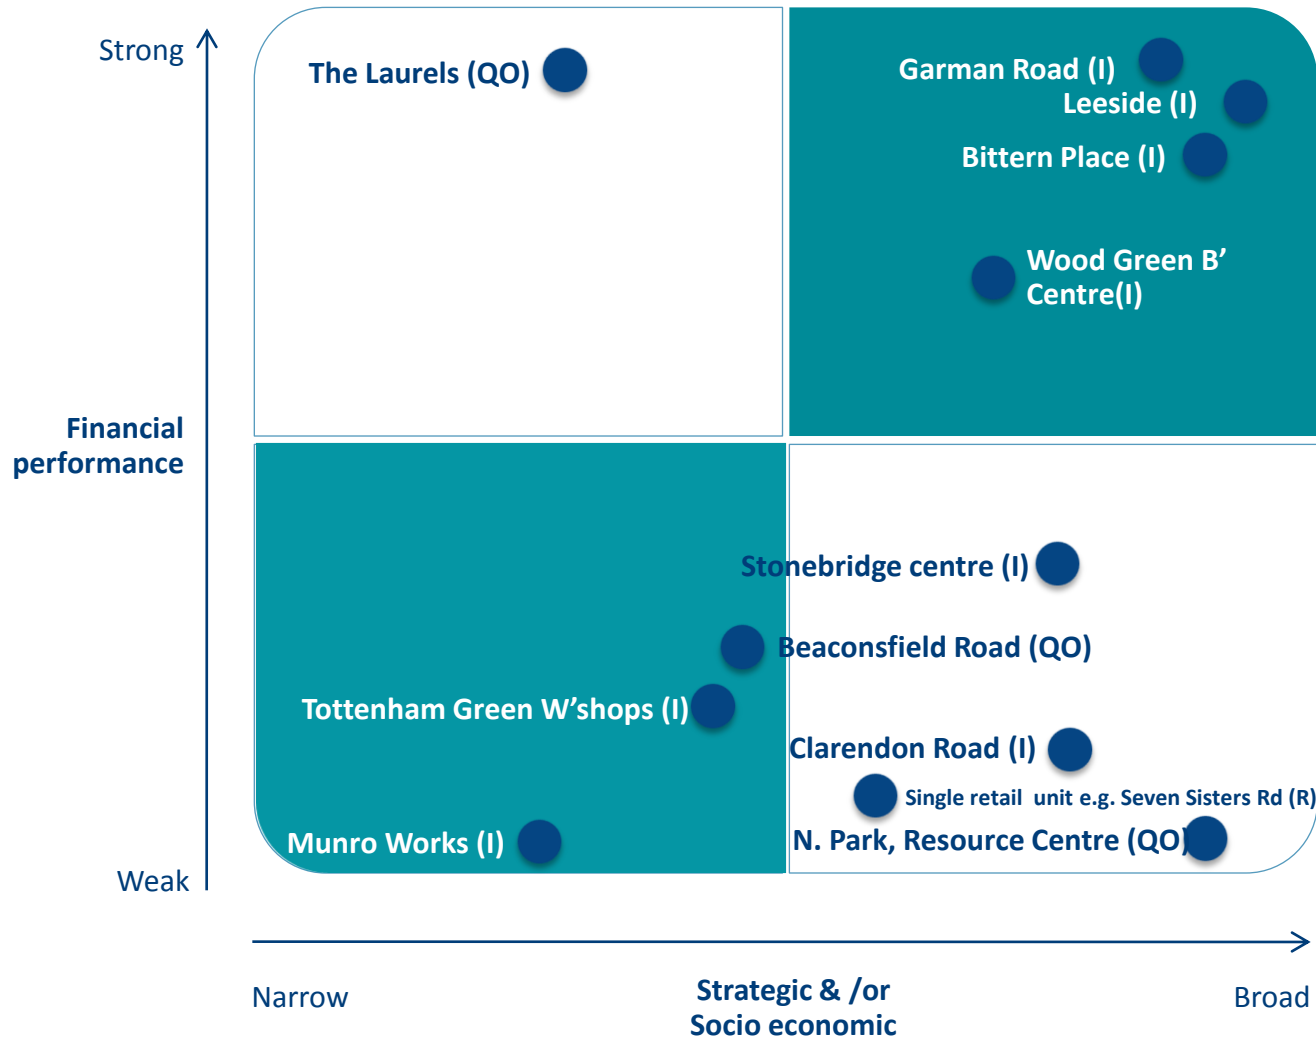 Strong
The Laurels (QO)
Garman Road (I)
Leeside (I)
Bittern Place (I)
Wood Green B’
Centre(I)
Financial
performance
Stonebridge centre (I)
Beaconsfield Road (QO)
Tottenham Green W’shops (I)
Clarendon Road (I)
Single retail unit e.g. Seven Sisters Rd (R)
Munro Works (I)
N. Park, Resource Centre (QO)
Weak
Narrow
Strategic & /or
Socio economic
Broad